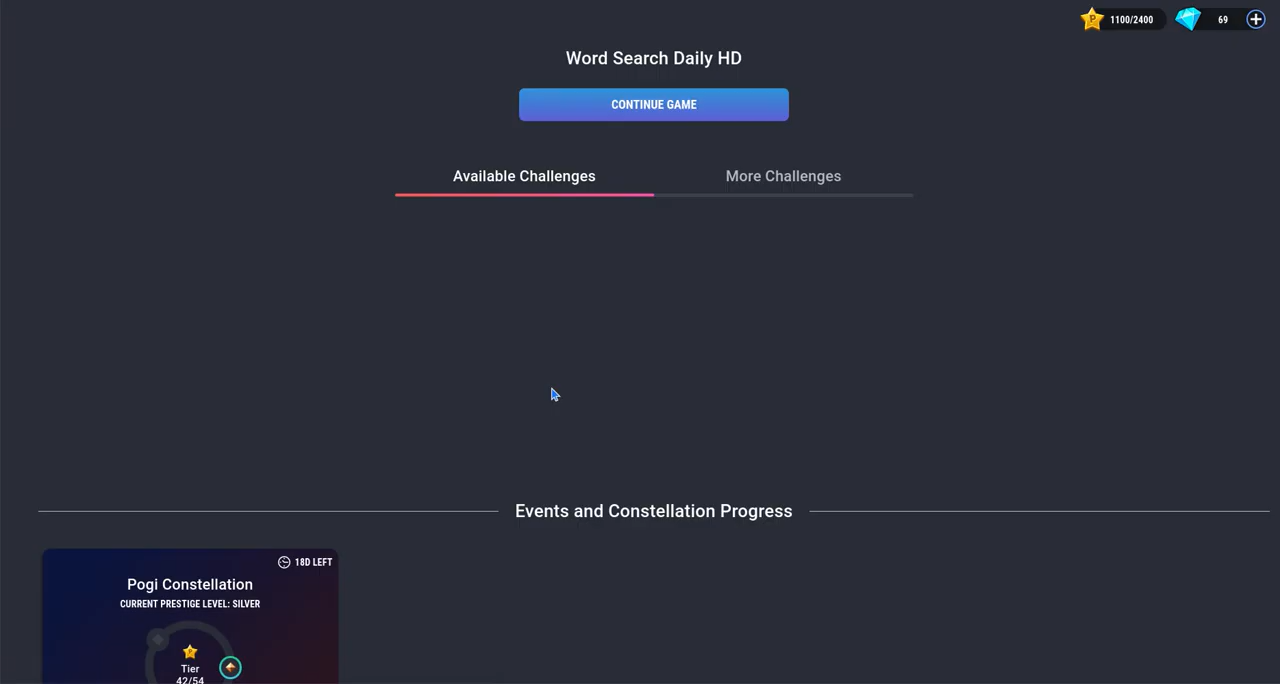 1100/2400
69
Word Search Daily HD
CONTINUE GAME
Available Challenges
More Challenges
Events and Constellation Progress
18D LEFT
Pogi Constellation
CURRENT PRESTIGE LEVEL: SILVER
P
Tier
42/54